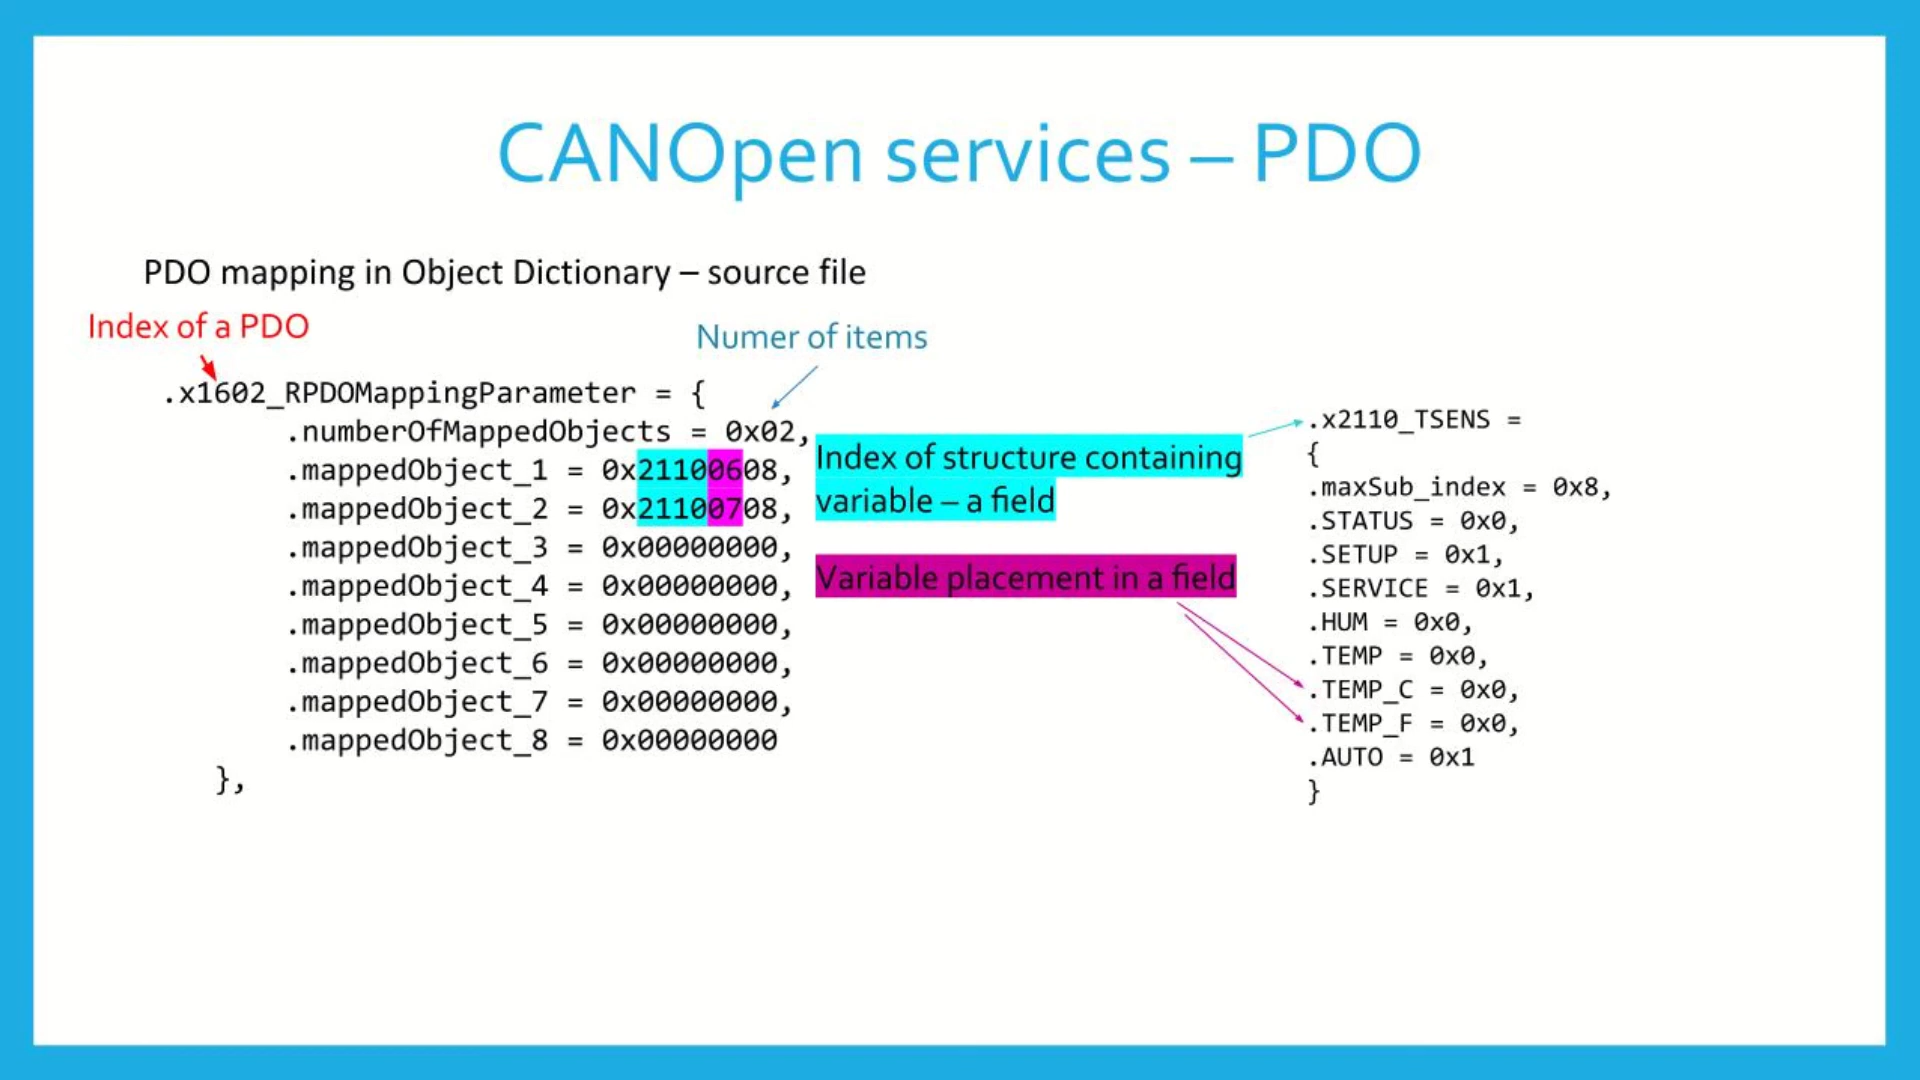 CANOpen services – PDO
PDO mapping in Object Dictionary – source file
Index of a PDO
Numer of items
.x1602_RPDOMappingParameter = {
.numberOfMappedObjects = 0x02,
.mappedObject_1 = 0x21100608,
.mappedObject_2 = 0x21100708,
.mappedObject_3 = 0x00000000,
.mappedObject_4 = 0x00000000,
.mappedObject_5 = 0x00000000,
.mappedObject_6 = 0x00000000,
.mappedObject_7 = 0x00000000,
.mappedObject_8 = 0x00000000
},
Index of structure containing
variable – a field
Variable placement in a field
.x2110_TSENS =
{
.maxSub_index = 0x8,
.STATUS = 0x0,
.SETUP = 0x1,
.SERVICE = 0x1,
.HUM = 0x0,
.TEMP = 0x0,
.TEMP_C = 0x0,
.TEMP_F = 0x0,
.AUTO = 0x1
}